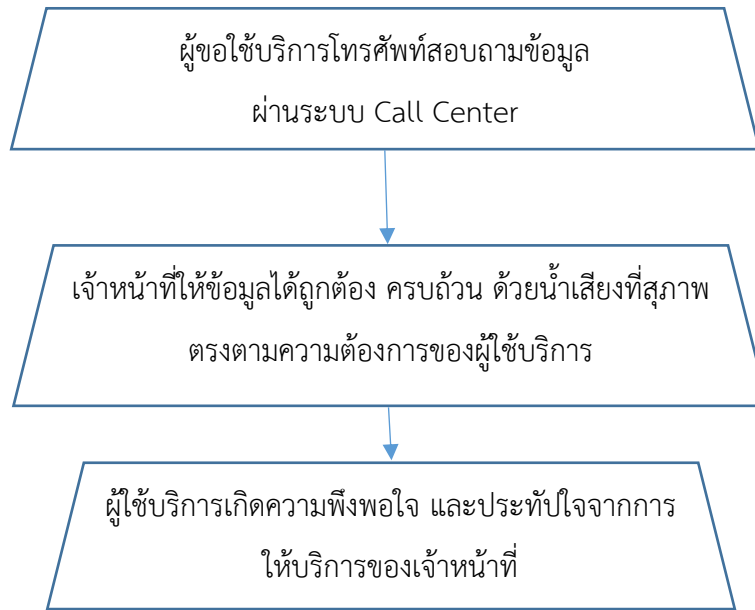 ผู้ขอใช้บริการโทรศัพท์สอบถามข้อมูล
ผ่านระบบ Call Center
เจ้าหน้าที่ให้ข้อมูลได้ถูกต้อง ครบถ้วน ด้วยน้ำเสียงที่สุภาพ
ตรงตามความต้องการของผู้ใช้บริการ
ผู้ใช้บริการเกิดความพึงพอใจ และประทัปใจจากการ
ให้บริการของเจ้าหน้าที่